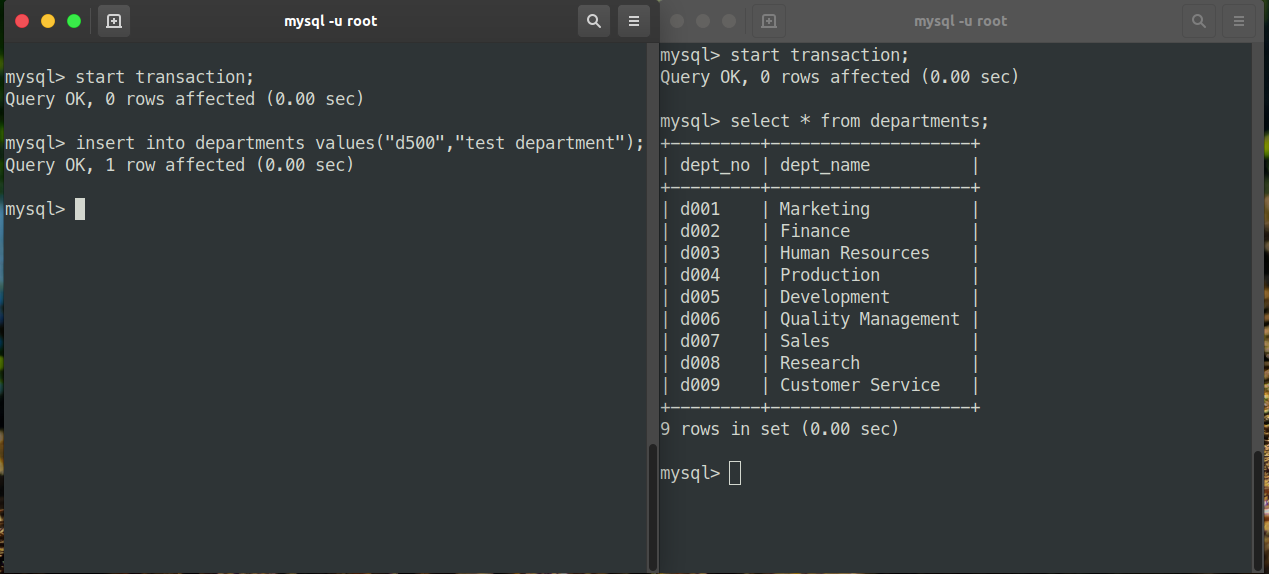 mysql -u root
mysql> start transaction;
Query OK, 0 rows affected (0.00 sec)
mysql> insert into departments values("d500","test department");
Query OK, 1 row affected (0.00 sec)
mysql>
mysql -u root
mysql> start transaction;
Query OK, 0 rows affected (0.00 sec)
mysql> select * from departments;
+---------+--------------------+
| dept_no | dept_name          |
+---------+--------------------+
| d001    | Marketing          |
| d002    | Finance            |
| d003    | Human Resources    |
| d004    | Production         |
| d005    | Development        |
| d006    | Quality Management |
| d007    | Sales              |
| d008    | Research           |
| d009    | Customer Service   |
+---------+--------------------+
9 rows in set (0.00 sec)
mysql>